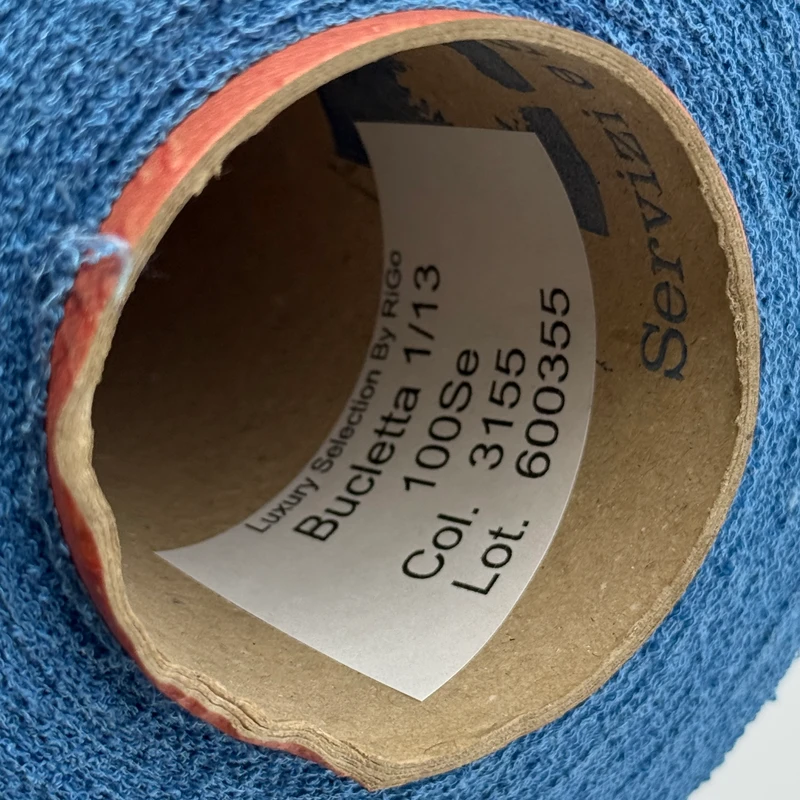 Luxury Selection By RiGo
Bucletta 1/13
100Se
Col. 3155
Lot. 600355
Servizi e